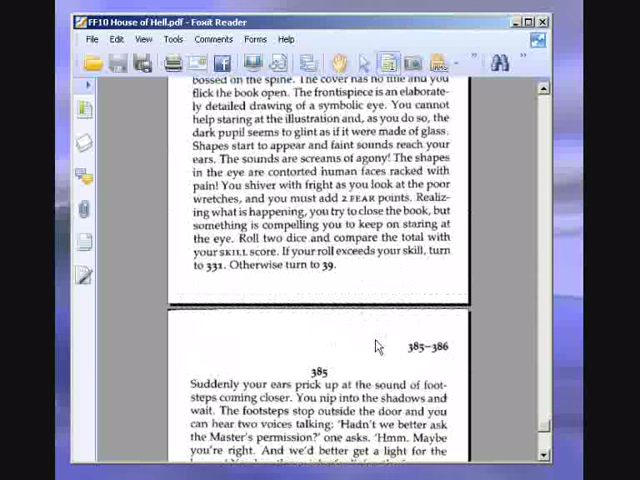 FF10 House of Hell.pdf - Foxit Reader
File Edit View Tools Comments Forms Help
bossed on the spine. The cover has no title and you
flick the book open. The frontispiece is an elaborate-
ly detailed drawing of a symbolic eye. You cannot
help staring at the illustration and, as you do so, the
dark pupil seems to glint as if it were made of glass.
Shapes start to appear and faint sounds reach your
ears. The sounds are screams of agony! The shapes
in the eye are contorted human faces racked with
pain! You shiver with fright as you look at the poor
wretches, and you must add 2 FEAR points. Realiz-
ing what is happening, you try to close the book, but
something is compelling you to keep on staring at
the eye. Roll two dice and compare the total with
your SKILL score. If your roll exceeds your skill, turn
to 331. Otherwise turn to 39.
385-386
385
Suddenly your ears prick up at the sound of foot-
steps coming closer. You nip into the shadows and
wait. The footsteps stop outside the door and you
can hear two voices talking: 'Hadn't we better ask
the Master's permission?' one asks. 'Hmm. Maybe
you're right. And we'd better get a light for the